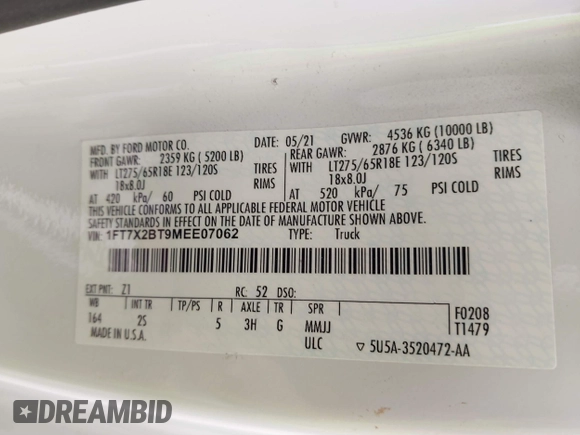 MFD. BY FORD MOTOR CO.
DATE: 05/21 GVWR: 4536 KG (10000 LB)
FRONT GAWR: 2359 KG (5200 LB) REAR GAWR: 2876 KG (6340 LB)
WITH LT275/65R18E 123/120S TIRES WITH LT275/65R18E 123/120S TIRES
18x8.0J RIMS 18x8.0J RIMS
AT 420 kPa/ 60 PSI COLD AT 520 kPa/ 75 PSI COLD
THIS VEHICLE CONFORMS TO ALL APPLICABLE FEDERAL MOTOR VEHICLE
SAFETY STANDARDS IN EFFECT ON THE DATE OF MANUFACTURE SHOWN ABOVE.
VIN: 1FT7X2BT9MEE07062 TYPE: Truck
EXT PNT: Z1 RC: 52 DSO:
WB INT TR TP/PS R AXLE TR SPR F0208
164 2S 5 3H G MMJJ T1479
MADE IN U.S.A. ULC ▽ 5U5A-3520472-AA
DREAMBID